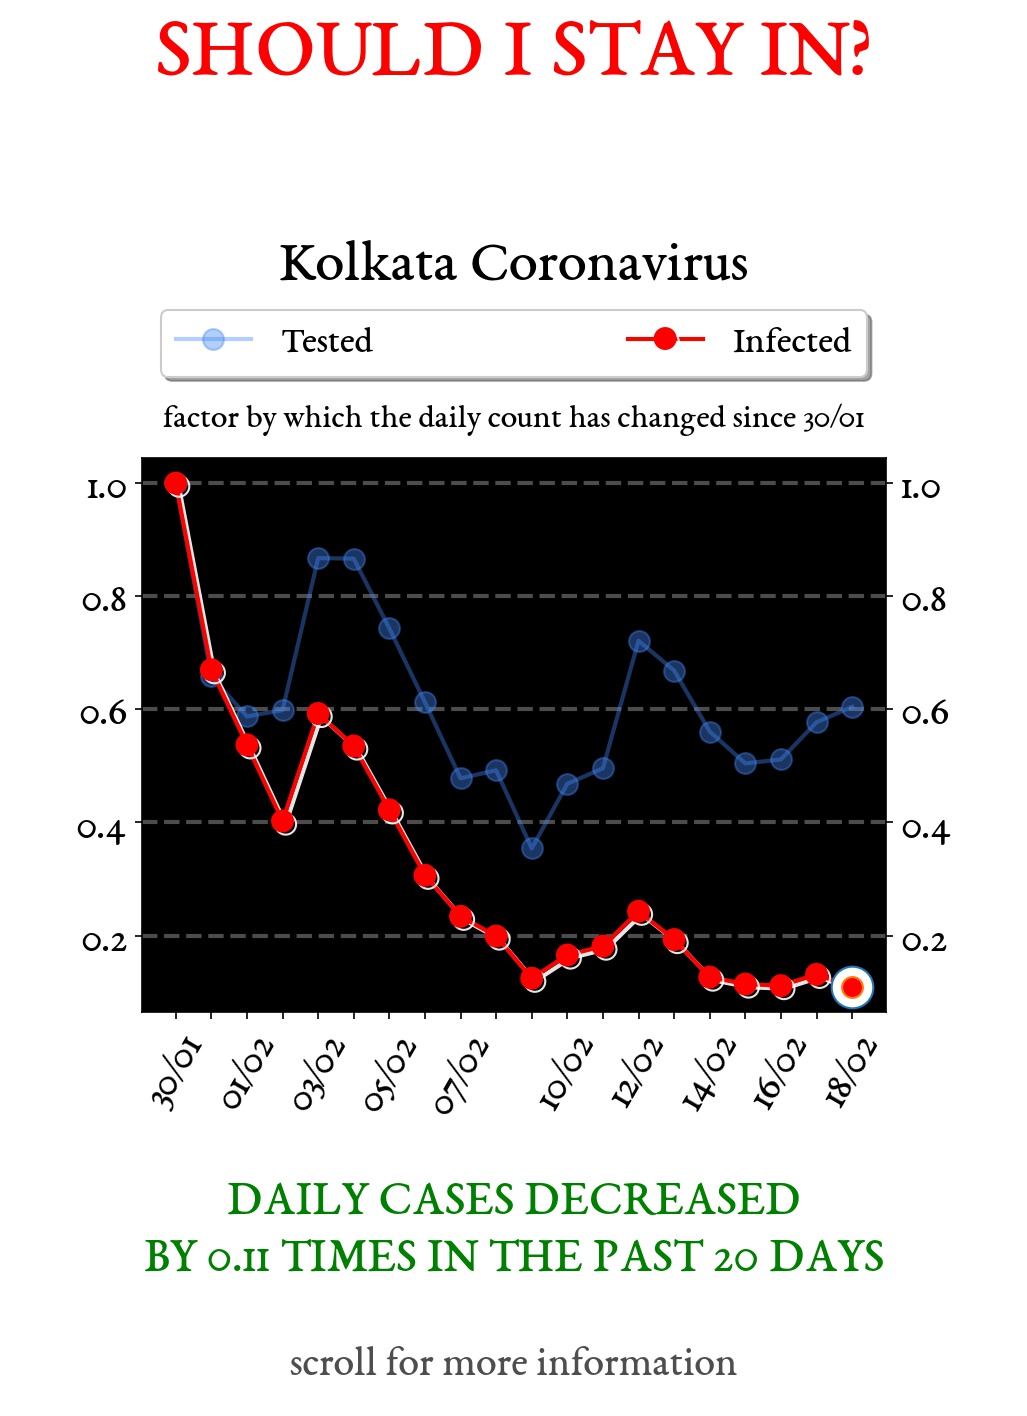 SHOULD I STAY IN?
Kolkata Coronavirus
Tested Infected
factor by which the daily count has changed since 30/01
1.0 1.0
0.8 0.8
0.6 0.6
0.4 0.4
0.2 0.2
30/01 01/02 03/02 05/02 07/02 10/02 12/02 14/02 16/02 18/02
DAILY CASES DECREASED
BY 0.11 TIMES IN THE PAST 20 DAYS
scroll for more information